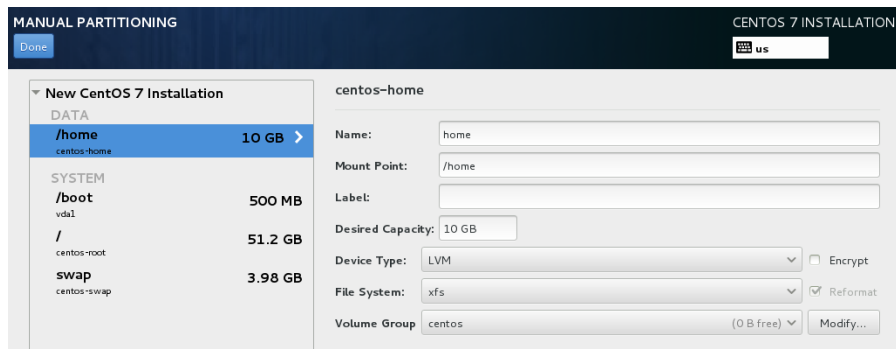 MANUAL PARTITIONING
CENTOS 7 INSTALLATION
Done
us
New CentOS 7 Installation
DATA
/home 10 GB
centos-home
SYSTEM
/boot 500 MB
vda1
/ 51.2 GB
centos-root
swap 3.98 GB
centos-swap
centos-home
Name: home
Mount Point: /home
Label:
Desired Capacity: 10 GB
Device Type: LVM Encrypt
File System: xfs Reformat
Volume Group centos (0 B free) Modify...